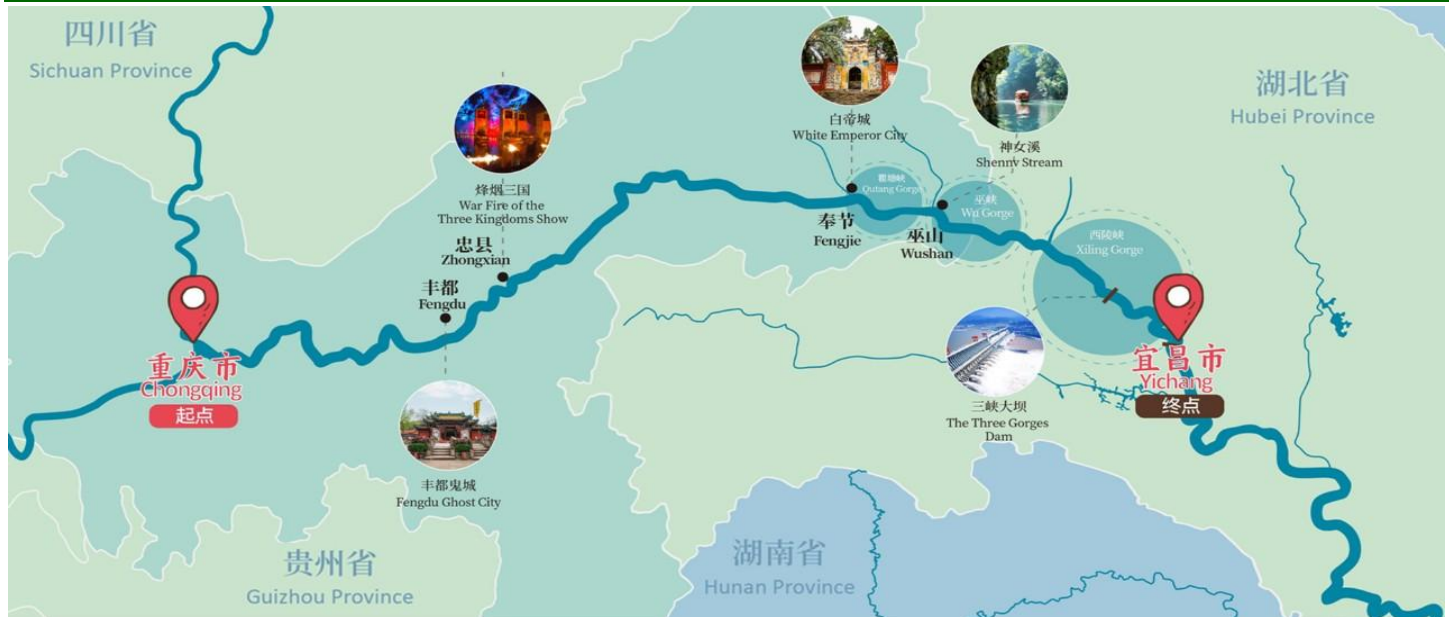 四川省
Sichuan Province
烽烟三国
War Fire of the
Three Kingdoms Show
忠县
Zhongxian
丰都
Fengdu
重庆市
Chongqing
起点
丰都鬼城
Fengdu Ghost City
贵州省
Guizhou Province
白帝城
White Emperor City
瞿塘峡
Qutang Gorge
奉节
Fengjie
神女溪
Shennv Stream
巫峡
Wu Gorge
巫山
Wushan
湖北省
Hubei Province
西陵峡
Xiling Gorge
三峡大坝
The Three Gorges
Dam
宜昌市
Yichang
终点
湖南省
Hunan Province